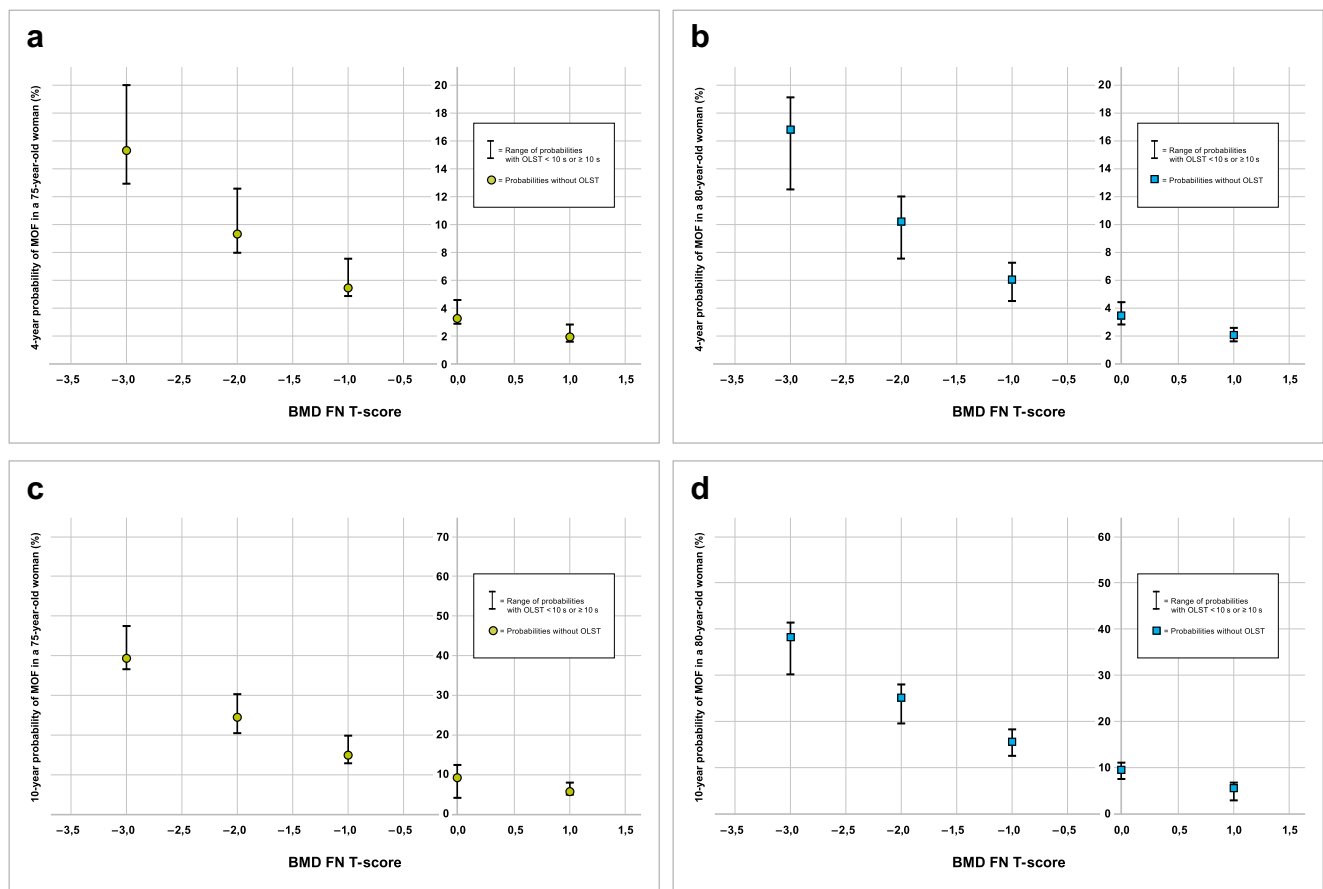 a
4-year probability of MOF in a 75-year-old woman (%)
20
18
16
14
12
10
8
6
4
2
0
= Range of probabilities
with OLST < 10 s or ≥ 10 s
= Probabilities without OLST
–3,5 –3,0 –2,5 –2,0 –1,5 –1,0 –0,5 0,0 0,5 1,0 1,5
BMD FN T-score
b
4-year probability of MOF in a 80-year-old woman (%)
20
18
16
14
12
10
8
6
4
2
0
= Range of probabilities
with OLST < 10 s or ≥ 10 s
= Probabilities without OLST
–3,5 –3,0 –2,5 –2,0 –1,5 –1,0 –0,5 0,0 0,5 1,0 1,5
BMD FN T-score
c
10-year probability of MOF in a 75-year-old woman (%)
70
60
50
40
30
20
10
0
= Range of probabilities
with OLST < 10 s or ≥ 10 s
= Probabilities without OLST
–3,5 –3,0 –2,5 –2,0 –1,5 –1,0 –0,5 0,0 0,5 1,0 1,5
BMD FN T-score
d
10-year probability of MOF in a 80-year-old woman (%)
60
50
40
30
20
10
0
= Range of probabilities
with OLST < 10 s or ≥ 10 s
= Probabilities without OLST
–3,5 –3,0 –2,5 –2,0 –1,5 –1,0 –0,5 0,0 0,5 1,0 1,5
BMD FN T-score